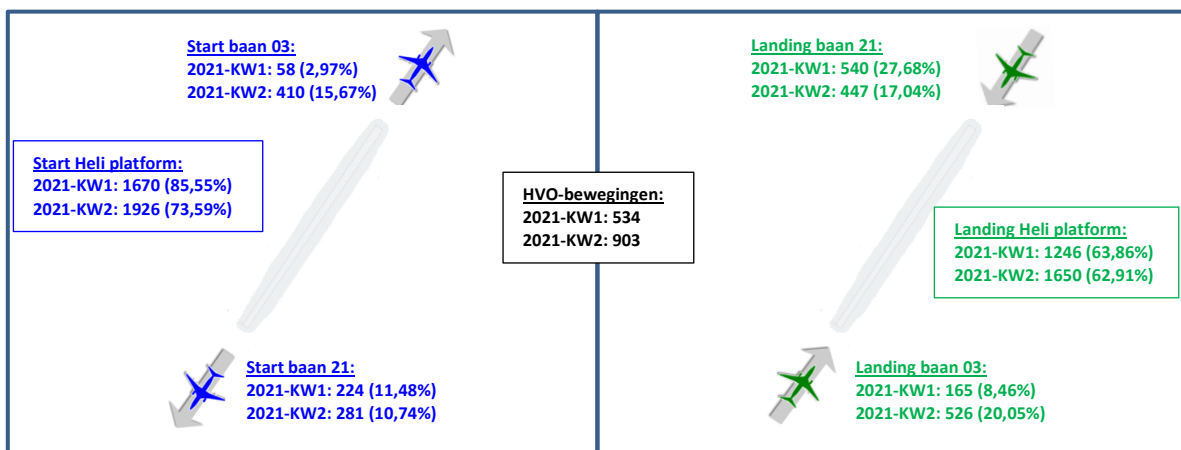 Start baan 03:
2021-KW1: 58 (2,97%)
2021-KW2: 410 (15,67%)
Start Heli platform:
2021-KW1: 1670 (85,55%)
2021-KW2: 1926 (73,59%)
Start baan 21:
2021-KW1: 224 (11,48%)
2021-KW2: 281 (10,74%)
HVO-bewegingen:
2021-KW1: 534
2021-KW2: 903
Landing baan 21:
2021-KW1: 540 (27,68%)
2021-KW2: 447 (17,04%)
Landing Heli platform:
2021-KW1: 1246 (63,86%)
2021-KW2: 1650 (62,91%)
Landing baan 03:
2021-KW1: 165 (8,46%)
2021-KW2: 526 (20,05%)